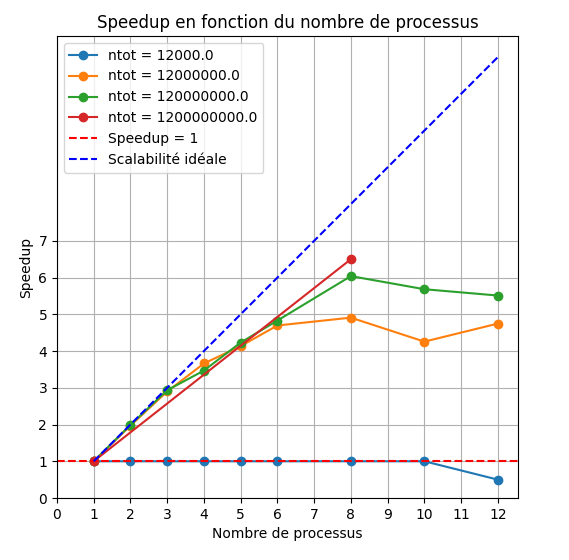 Speedup en fonction du nombre de processus
ntot = 12000.0
ntot = 12000000.0
ntot = 120000000.0
ntot = 1200000000.0
Speedup = 1
Scalabilité idéale
Speedup
7
6
5
4
3
2
1
0
0 1 2 3 4 5 6 7 8 9 10 11 12
Nombre de processus